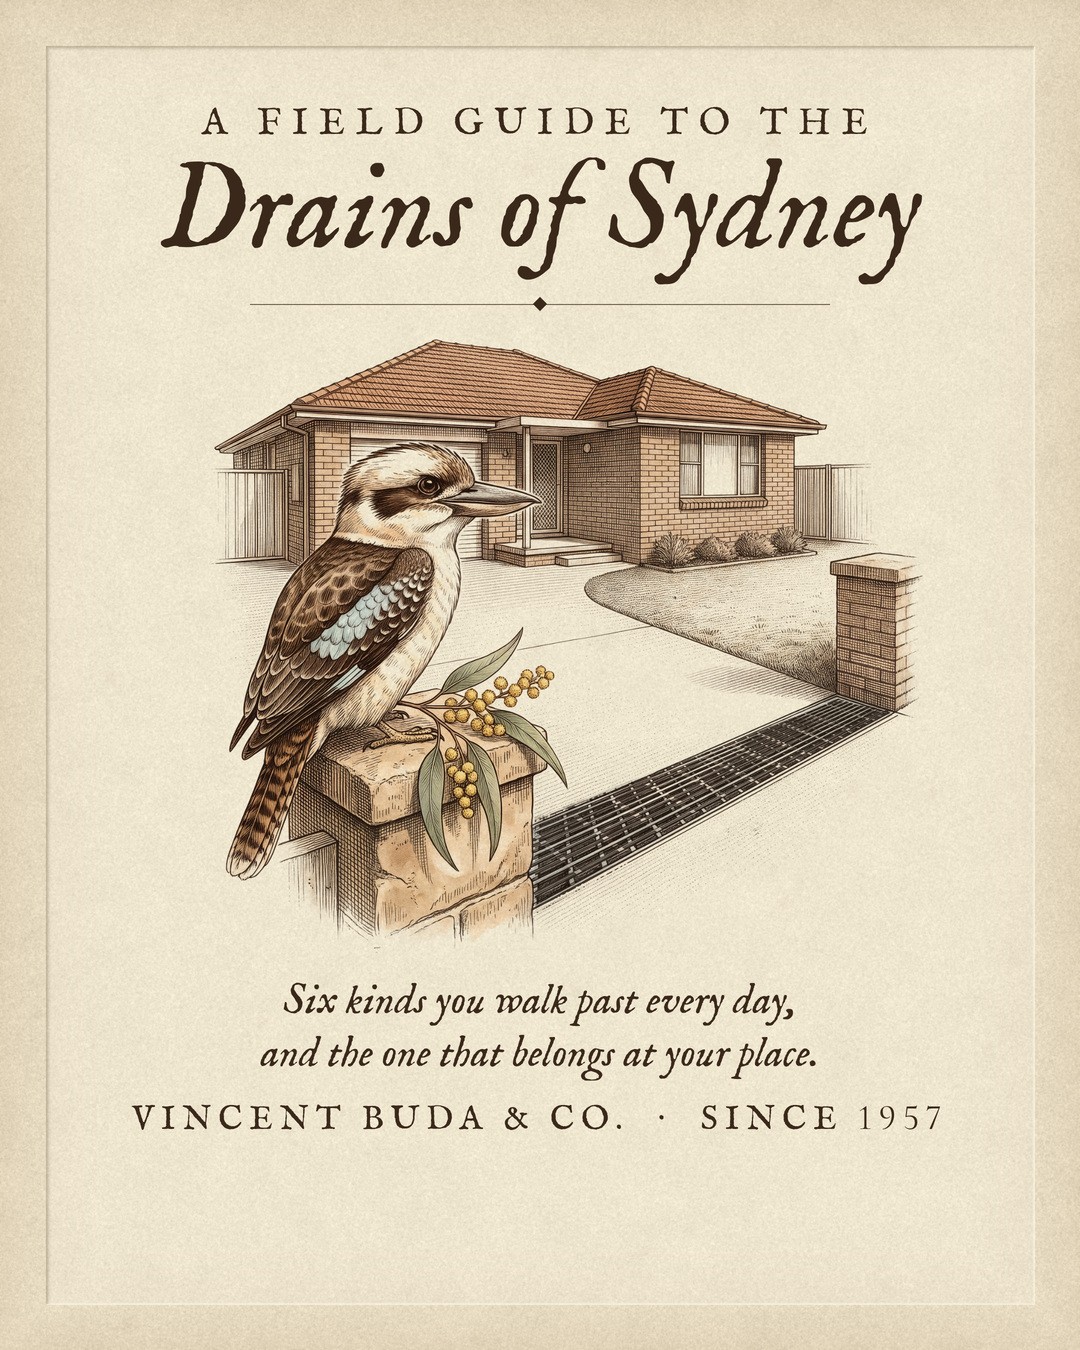 A FIELD GUIDE TO THE
Drains of Sydney
Six kinds you walk past every day,
and the one that belongs at your place.
VINCENT BUDA & CO. · SINCE 1957